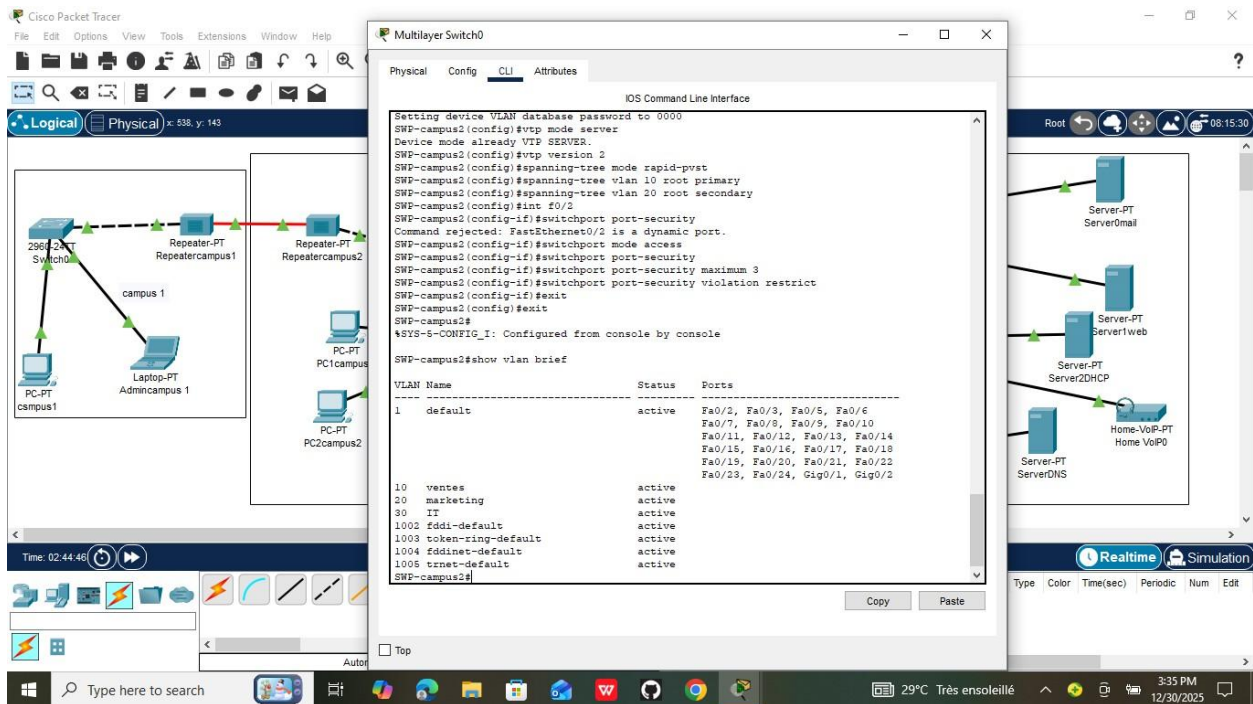 Cisco Packet Tracer
File Edit Options View Tools Extensions Window Help
Logical Physical x: 538, y: 143
Root 08:15:30
2960-24TT
Switch0
Repeater-PT
Repeatercampus1
Repeater-PT
Repeatercampus2
campus 1
PC-PT
csmpus1
Laptop-PT
Admincampus 1
PC-PT
PC1campus
PC-PT
PC2campus2
Multilayer Switch0
Physical Config CLI Attributes
IOS Command Line Interface
Setting device VLAN database password to 0000
SWP-campus2(config)#vtp mode server
Device mode already VTP SERVER.
SWP-campus2(config)#vtp version 2
SWP-campus2(config)#spanning-tree mode rapid-pvst
SWP-campus2(config)#spanning-tree vlan 10 root primary
SWP-campus2(config)#spanning-tree vlan 20 root secondary
SWP-campus2(config)#int f0/2
SWP-campus2(config-if)#switchport port-security
Command rejected: FastEthernet0/2 is a dynamic port.
SWP-campus2(config-if)#switchport mode access
SWP-campus2(config-if)#switchport port-security
SWP-campus2(config-if)#switchport port-security maximum 3
SWP-campus2(config-if)#switchport port-security violation restrict
SWP-campus2(config-if)#exit
SWP-campus2(config)#exit
SWP-campus2#
%SYS-5-CONFIG_I: Configured from console by console
SWP-campus2#show vlan brief
VLAN Name Status Ports
---- -------------------------------- --------- -------------------------------
1 default active Fa0/2, Fa0/3, Fa0/5, Fa0/6
Fa0/7, Fa0/8, Fa0/9, Fa0/10
Fa0/11, Fa0/12, Fa0/13, Fa0/14
Fa0/15, Fa0/16, Fa0/17, Fa0/18
Fa0/19, Fa0/20, Fa0/21, Fa0/22
Fa0/23, Fa0/24, Gig0/1, Gig0/2
10 ventes active
20 marketing active
30 IT active
1002 fddi-default active
1003 token-ring-default active
1004 fddinet-default active
1005 trnet-default active
SWP-campus2#
Copy Paste
Top
Server-PT
Server0mail
Server-PT
Server1web
Server-PT
Server2DHCP
Home-VoIP-PT
Home VoIP0
Server-PT
ServerDNS
Time: 02:44:46
Realtime Simulation
Type Color Time(sec) Periodic Num Edit
Autor
Type here to search
29°C Très ensoleillé
3:35 PM
12/30/2025